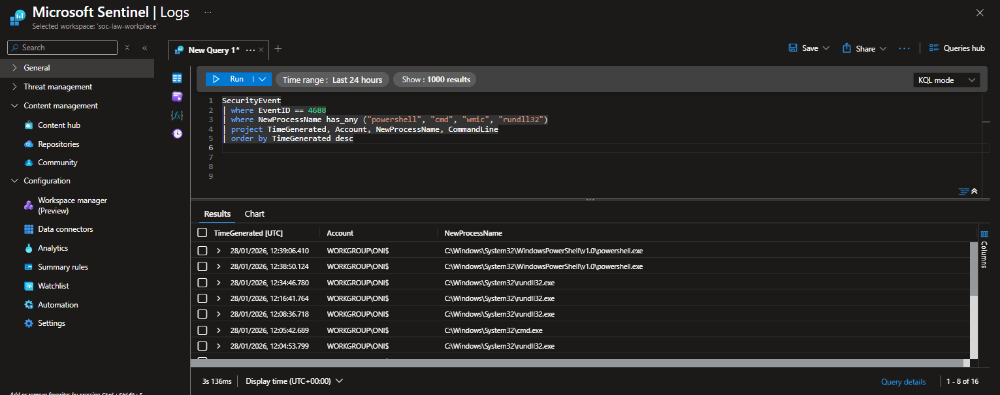 Microsoft Sentinel | Logs ...
Selected workspace: 'soc-law-workplace'
Search
General
Threat management
Content management
Content hub
Repositories
Community
Configuration
Workspace manager
(Preview)
Data connectors
Analytics
Summary rules
Watchlist
Automation
Settings
Add or remove favorites by pressing Ctrl+Shift+F
New Query 1* ...
Save
Share
...
Queries hub
Run
Time range : Last 24 hours
Show : 1000 results
KQL mode
1 SecurityEvent
2 | where EventID == 4688
3 | where NewProcessName has_any ("powershell", "cmd", "wmic", "rundll32")
4 | project TimeGenerated, Account, NewProcessName, CommandLine
5 | order by TimeGenerated desc
6
7
8
9
Results Chart
TimeGenerated [UTC] Account NewProcessName
28/01/2026, 12:39:06.410 WORKGROUP\ONI$ C:\Windows\System32\WindowsPowerShell\v1.0\powershell.exe
28/01/2026, 12:38:50.124 WORKGROUP\ONI$ C:\Windows\System32\WindowsPowerShell\v1.0\powershell.exe
28/01/2026, 12:34:46.780 WORKGROUP\ONI$ C:\Windows\System32\rundll32.exe
28/01/2026, 12:16:41.764 WORKGROUP\ONI$ C:\Windows\System32\rundll32.exe
28/01/2026, 12:08:36.718 WORKGROUP\ONI$ C:\Windows\System32\rundll32.exe
28/01/2026, 12:05:42.689 WORKGROUP\ONI$ C:\Windows\System32\cmd.exe
28/01/2026, 12:04:53.799 WORKGROUP\ONI$ C:\Windows\System32\rundll32.exe
Columns
3s 136ms
Display time (UTC+00:00)
Query details
1 - 8 of 16